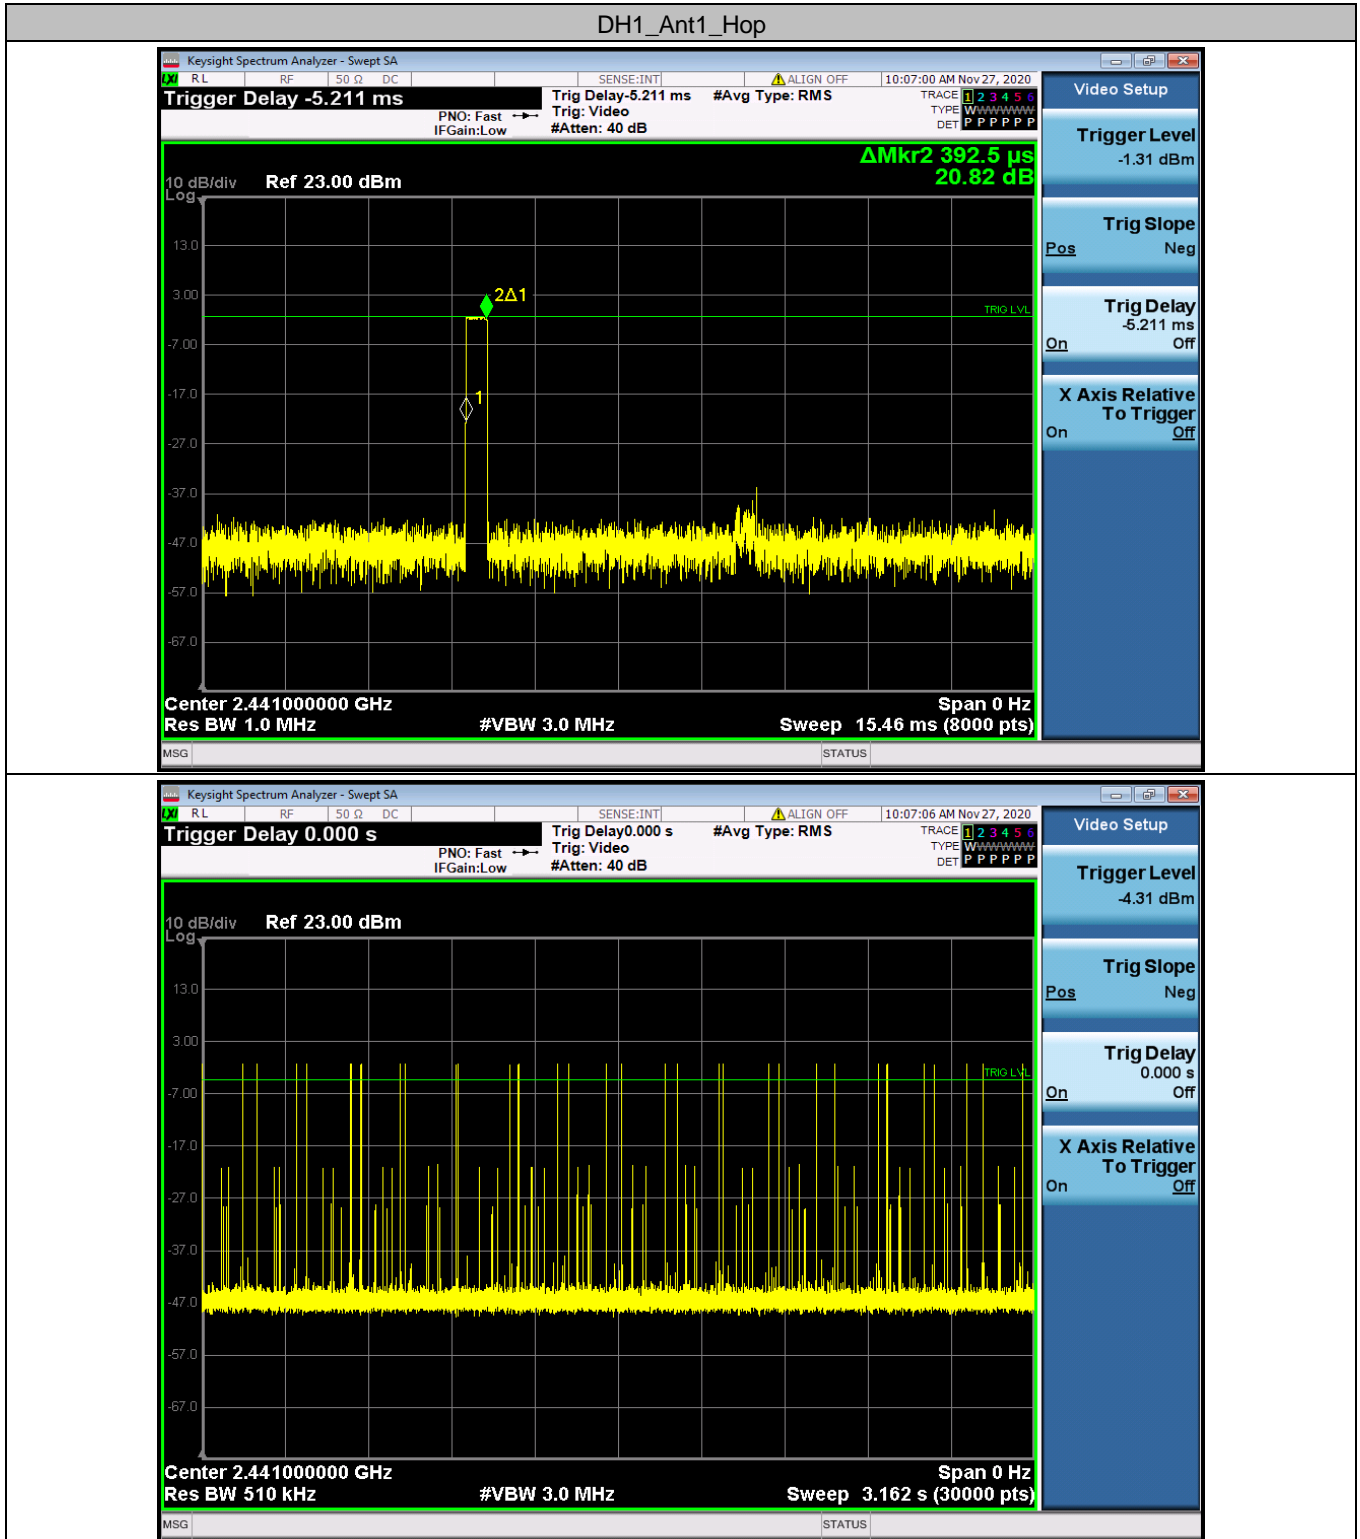 DH1_Ant1_Hop
Keysight Spectrum Analyzer - Swept SA
LXI RL RF 50 Ω DC SENSE:INT ALIGN OFF 10:07:00 AM Nov 27, 2020
Trigger Delay -5.211 ms
PNO: Fast
IFGain:Low
Trig Delay-5.211 ms
Trig: Video
#Atten: 40 dB
#Avg Type: RMS
TRACE 1 2 3 4 5 6
TYPE WWWWWW
DET P P P P P P
ΔMkr2 392.5 µs
20.82 dB
10 dB/div Ref 23.00 dBm
Log
13.0
3.00
-7.00
-17.0
-27.0
-37.0
-47.0
-57.0
-67.0
2Δ1
1
TRIG LVL
Center 2.441000000 GHz Span 0 Hz
Res BW 1.0 MHz #VBW 3.0 MHz Sweep 15.46 ms (8000 pts)
MSG STATUS
Video Setup
Trigger Level
-1.31 dBm
Trig Slope
Pos Neg
Trig Delay
-5.211 ms
On Off
X Axis Relative
To Trigger
On Off
Keysight Spectrum Analyzer - Swept SA
LXI RL RF 50 Ω DC SENSE:INT ALIGN OFF 10:07:06 AM Nov 27, 2020
Trigger Delay 0.000 s
PNO: Fast
IFGain:Low
Trig Delay0.000 s
Trig: Video
#Atten: 40 dB
#Avg Type: RMS
TRACE 1 2 3 4 5 6
TYPE WWWWWW
DET P P P P P P
10 dB/div Ref 23.00 dBm
Log
13.0
3.00
-7.00
-17.0
-27.0
-37.0
-47.0
-57.0
-67.0
TRIG LVL
Center 2.441000000 GHz Span 0 Hz
Res BW 510 kHz #VBW 3.0 MHz Sweep 3.162 s (30000 pts)
MSG STATUS
Video Setup
Trigger Level
-4.31 dBm
Trig Slope
Pos Neg
Trig Delay
0.000 s
On Off
X Axis Relative
To Trigger
On Off